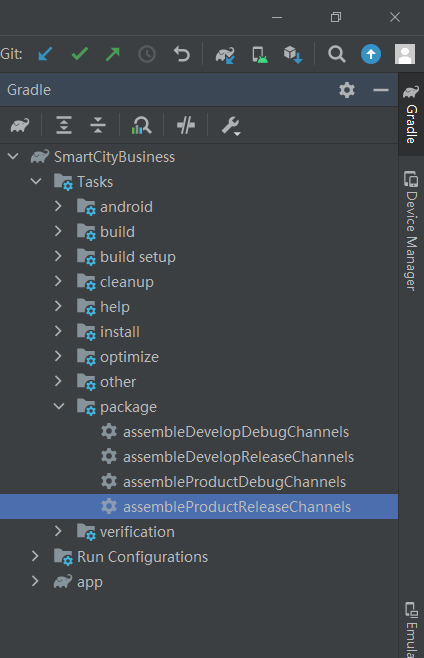 Git:
Gradle
SmartCityBusiness
Tasks
android
build
build setup
cleanup
help
install
optimize
other
package
assembleDevelopDebugChannels
assembleDevelopReleaseChannels
assembleProductDebugChannels
assembleProductReleaseChannels
verification
Run Configurations
app
Gradle
Device Manager
Emula